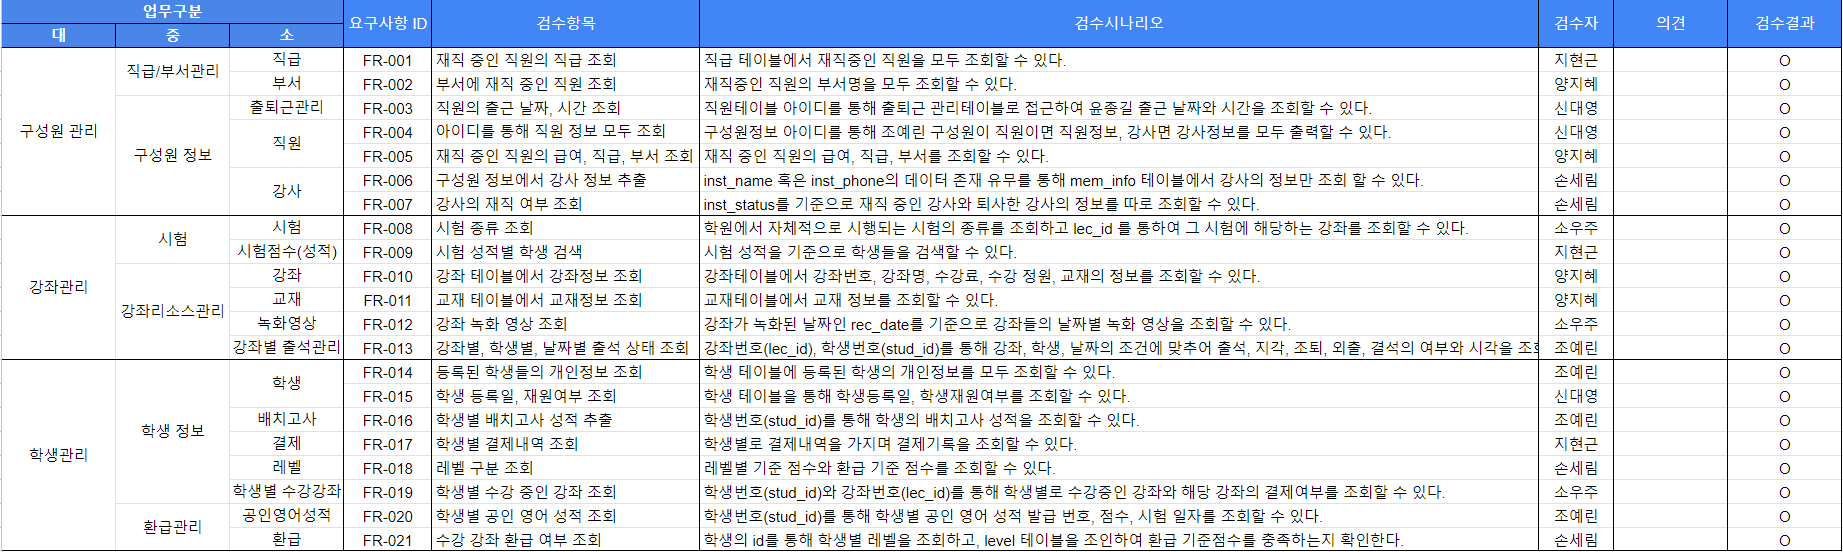 업무구분 요구사항 ID 검수항목 검수시나리오 검수자 의견 검수결과
대 중 소
구성원 관리 직급/부서관리 직급 FR-001 재직 중인 직원의 직급 조회 직급 테이블에서 재직중인 직원을 모두 조회할 수 있다. 지현근 O
부서 FR-002 부서에 재직 중인 직원 조회 재직중인 직원의 부서명을 모두 조회할 수 있다. 양지혜 O
구성원 정보 출퇴근관리 FR-003 직원의 출근 날짜, 시간 조회 직원테이블 아이디를 통해 출퇴근 관리테이블로 접근하여 윤종길 출근 날짜와 시간을 조회할 수 있다. 신대영 O
직원 FR-004 아이디를 통해 직원 정보 모두 조회 구성원정보 아이디를 통해 조예린 구성원이 직원이면 직원정보, 강사면 강사정보를 모두 출력할 수 있다. 신대영 O
FR-005 재직 중인 직원의 급여, 직급, 부서 조회 재직 중인 직원의 급여, 직급, 부서를 조회할 수 있다. 양지혜 O
강사 FR-006 구성원 정보에서 강사 정보 추출 inst_name 혹은 inst_phone의 데이터 존재 유무를 통해 mem_info 테이블에서 강사의 정보만 조회 할 수 있다. 손세림 O
FR-007 강사의 재직 여부 조회 inst_status를 기준으로 재직 중인 강사와 퇴사한 강사의 정보를 따로 조회할 수 있다. 손세림 O
강좌관리 시험 시험 FR-008 시험 종류 조회 학원에서 자체적으로 시행되는 시험의 종류를 조회하고 lec_id 를 통하여 그 시험에 해당하는 강좌를 조회할 수 있다. 소우주 O
시험점수(성적) FR-009 시험 성적별 학생 검색 시험 성적을 기준으로 학생들을 검색할 수 있다. 지현근 O
강좌리소스관리 강좌 FR-010 강좌 테이블에서 강좌정보 조회 강좌테이블에서 강좌번호, 강좌명, 수강료, 수강 정원, 교재의 정보를 조회할 수 있다. 양지혜 O
교재 FR-011 교재 테이블에서 교재정보 조회 교재테이블에서 교재 정보를 조회할 수 있다. 양지혜 O
녹화영상 FR-012 강좌 녹화 영상 조회 강좌가 녹화된 날짜인 rec_date를 기준으로 강좌들의 날짜별 녹화 영상을 조회할 수 있다. 소우주 O
강좌별 출석관리 FR-013 강좌별, 학생별, 날짜별 출석 상태 조회 강좌번호(lec_id), 학생번호(stud_id)를 통해 강좌, 학생, 날짜의 조건에 맞추어 출석, 지각, 조퇴, 외출, 결석의 여부와 시각을 조회 조예린 O
학생관리 학생 정보 학생 FR-014 등록된 학생들의 개인정보 조회 학생 테이블에 등록된 학생의 개인정보를 모두 조회할 수 있다. 조예린 O
FR-015 학생 등록일, 재원여부 조회 학생 테이블을 통해 학생등록일, 학생재원여부를 조회할 수 있다. 신대영 O
배치고사 FR-016 학생별 배치고사 성적 추출 학생번호(stud_id)를 통해 학생의 배치고사 성적을 조회할 수 있다. 조예린 O
결제 FR-017 학생별 결제내역 조회 학생별로 결제내역을 가지며 결제기록을 조회할 수 있다. 지현근 O
레벨 FR-018 레벨 구분 조회 레벨별 기준 점수와 환급 기준 점수를 조회할 수 있다. 손세림 O
학생별 수강강좌 FR-019 학생별 수강 중인 강좌 조회 학생번호(stud_id)와 강좌번호(lec_id)를 통해 학생별로 수강중인 강좌와 해당 강좌의 결제여부를 조회할 수 있다. 소우주 O
환급관리 공인영어성적 FR-020 학생별 공인 영어 성적 조회 학생번호(stud_id)를 통해 학생별 공인 영어 성적 발급 번호, 점수, 시험 일자를 조회할 수 있다. 조예린 O
환급 FR-021 수강 강좌 환급 여부 조회 학생의 id를 통해 학생별 레벨을 조회하고, level 테이블을 조인하여 환급 기준점수를 충족하는지 확인한다. 손세림 O